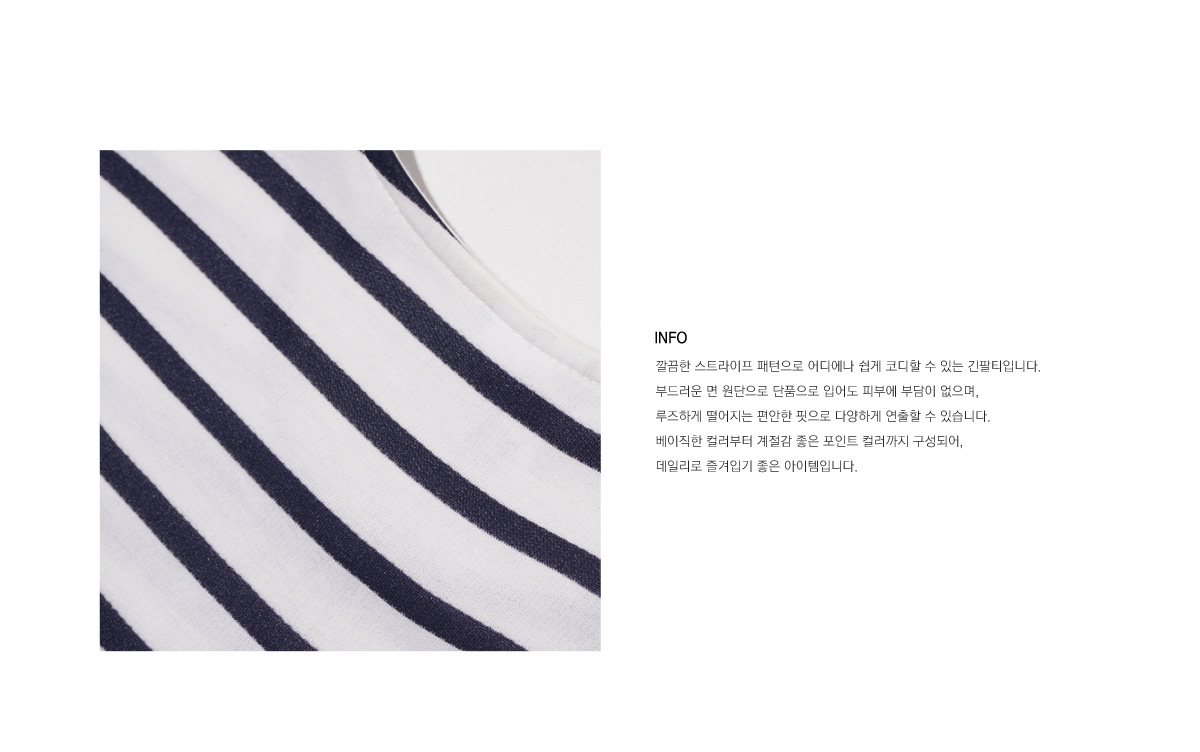 INFO
깔끔한 스트라이프 패턴으로 어디에나 쉽게 코디할 수 있는 긴팔티입니다.
부드러운 면 원단으로 단품으로 입어도 피부에 부담이 없으며,
루즈하게 떨어지는 편안한 핏으로 다양하게 연출할 수 있습니다.
베이직한 컬러부터 계절감 좋은 포인트 컬러까지 구성되어,
데일리로 즐겨입기 좋은 아이템입니다.